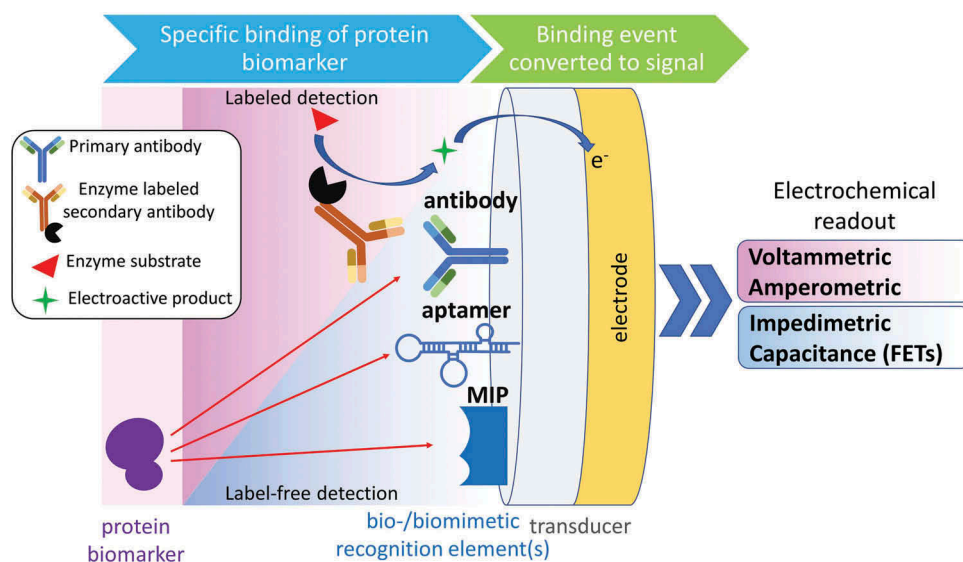 Specific binding of protein
biomarker
Binding event
converted to signal
Labeled detection
Primary antibody
Enzyme labeled
secondary antibody
Enzyme substrate
Electroactive product
e-
antibody
aptamer
MIP
electrode
Electrochemical
readout
Voltammetric
Amperometric
Impedimetric
Capacitance (FETs)
Label-free detection
protein
biomarker
bio-/biomimetic
recognition element(s)
transducer